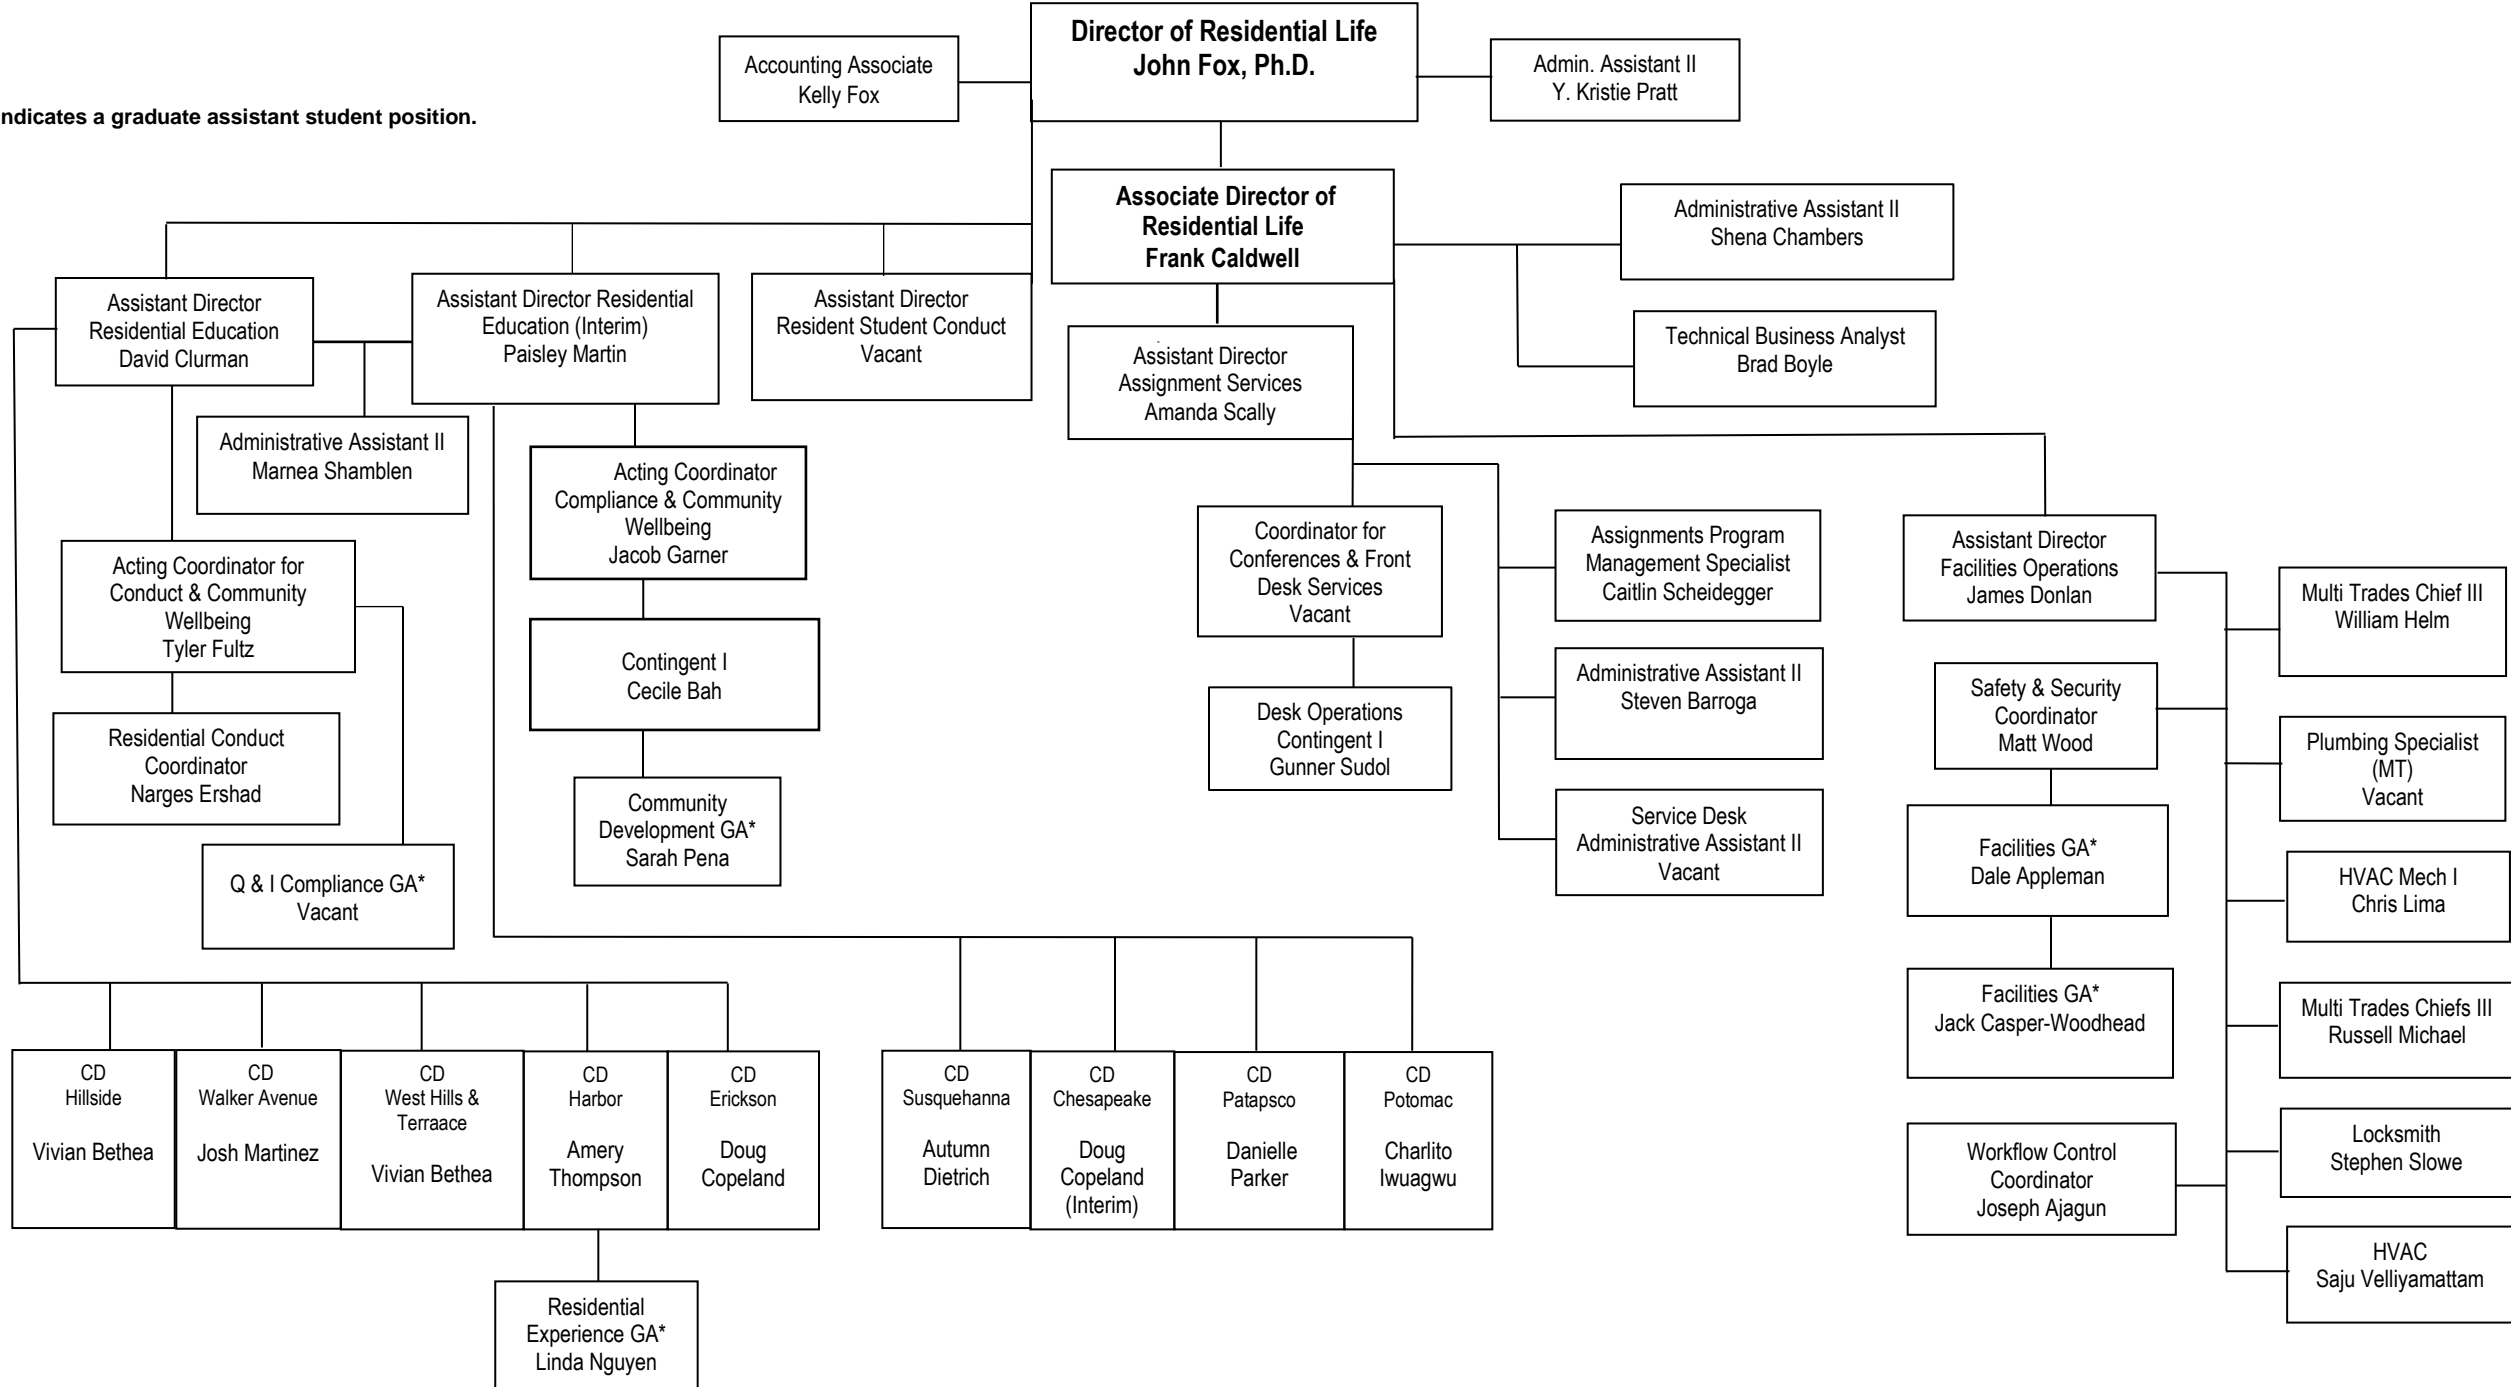 Director of Residential Life
John Fox, Ph.D.
Accounting Associate
Kelly Fox
Admin. Assistant II
Y. Kristie Pratt
ndicates a graduate assistant student position.
Associate Director of
Residential Life
Frank Caldwell
Administrative Assistant II
Shena Chambers
Technical Business Analyst
Brad Boyle
Assistant Director
Residential Education
David Clurman
Assistant Director Residential
Education (Interim)
Paisley Martin
Assistant Director
Resident Student Conduct
Vacant
Assistant Director
Assignment Services
Amanda Scally
Administrative Assistant II
Marnea Shamblen
Acting Coordinator
Compliance & Community
Wellbeing
Jacob Garner
Acting Coordinator for
Conduct & Community
Wellbeing
Tyler Fultz
Contingent I
Cecile Bah
Residential Conduct
Coordinator
Narges Ershad
Community
Development GA*
Sarah Pena
Q & I Compliance GA*
Vacant
Coordinator for
Conferences & Front
Desk Services
Vacant
Desk Operations
Contingent I
Gunner Sudol
Assignments Program
Management Specialist
Caitlin Scheidegger
Administrative Assistant II
Steven Barroga
Service Desk
Administrative Assistant II
Vacant
Assistant Director
Facilities Operations
James Donlan
Safety & Security
Coordinator
Matt Wood
Facilities GA*
Dale Appleman
Facilities GA*
Jack Casper-Woodhead
Workflow Control
Coordinator
Joseph Ajagun
Multi Trades Chief III
William Helm
Plumbing Specialist
(MT)
Vacant
HVAC Mech I
Chris Lima
Multi Trades Chiefs III
Russell Michael
Locksmith
Stephen Slowe
HVAC
Saju Velliyamattam
CD
Hillside
Vivian Bethea
CD
Walker Avenue
Josh Martinez
CD
West Hills &
Terraace
Vivian Bethea
CD
Harbor
Amery
Thompson
CD
Erickson
Doug
Copeland
CD
Susquehanna
Autumn
Dietrich
CD
Chesapeake
Doug
Copeland
(Interim)
CD
Patapsco
Danielle
Parker
CD
Potomac
Charlito
Iwuagwu
Residential
Experience GA*
Linda Nguyen